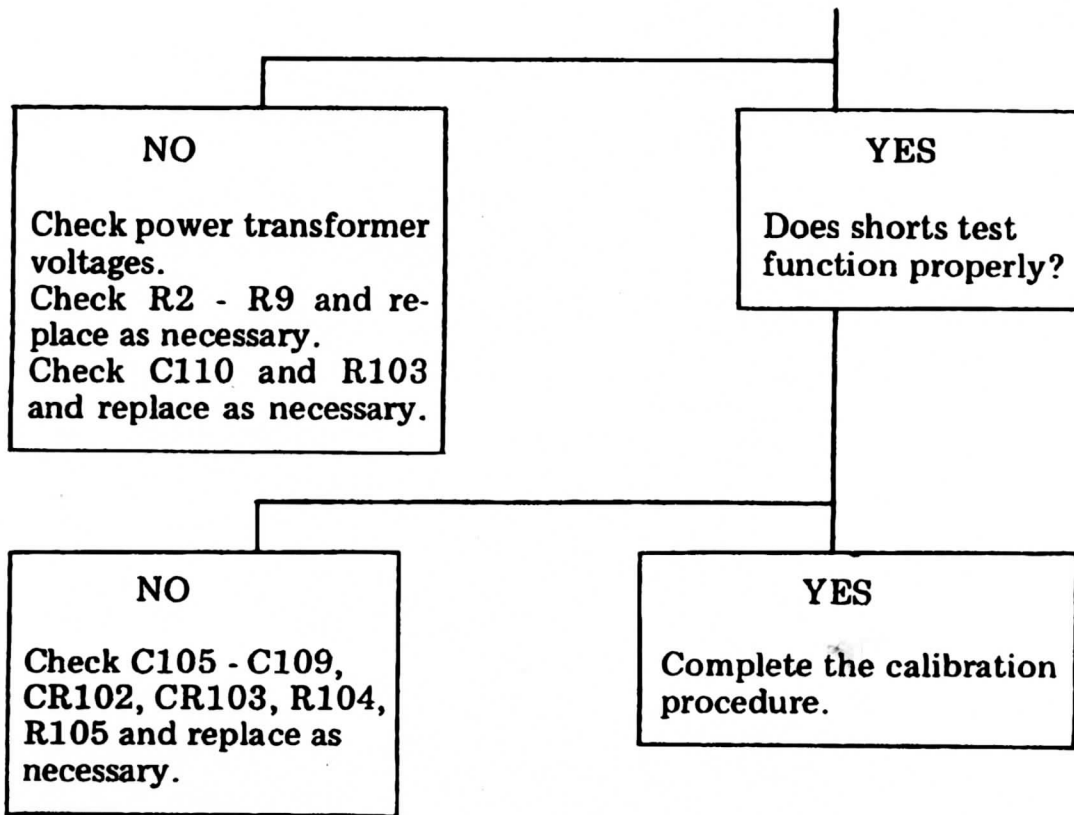 NO
Check power transformer
voltages.
Check R2 - R9 and re-
place as necessary.
Check C110 and R103
and replace as necessary.
YES
Does shorts test
function properly?
NO
Check C105 - C109,
CR102, CR103, R104,
R105 and replace as
necessary.
YES
Complete the calibration
procedure.